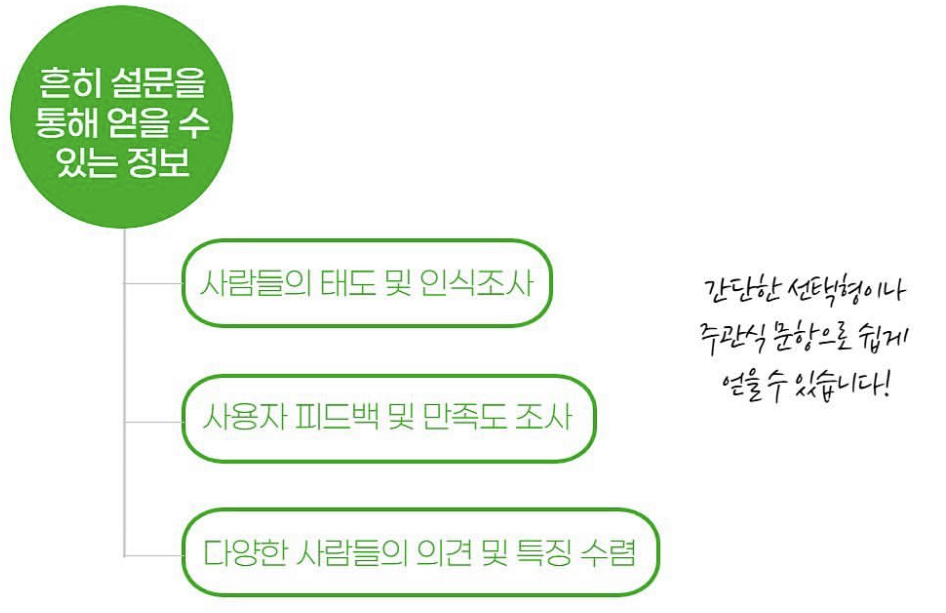 흔히 설문을
통해 얻을 수
있는 정보
사람들의 태도 및 인식조사
사용자 피드백 및 만족도 조사
다양한 사람들의 의견 및 특징 수렴
간단한 선택형이나
주관식 문항으로 쉽게
얻을 수 있습니다!